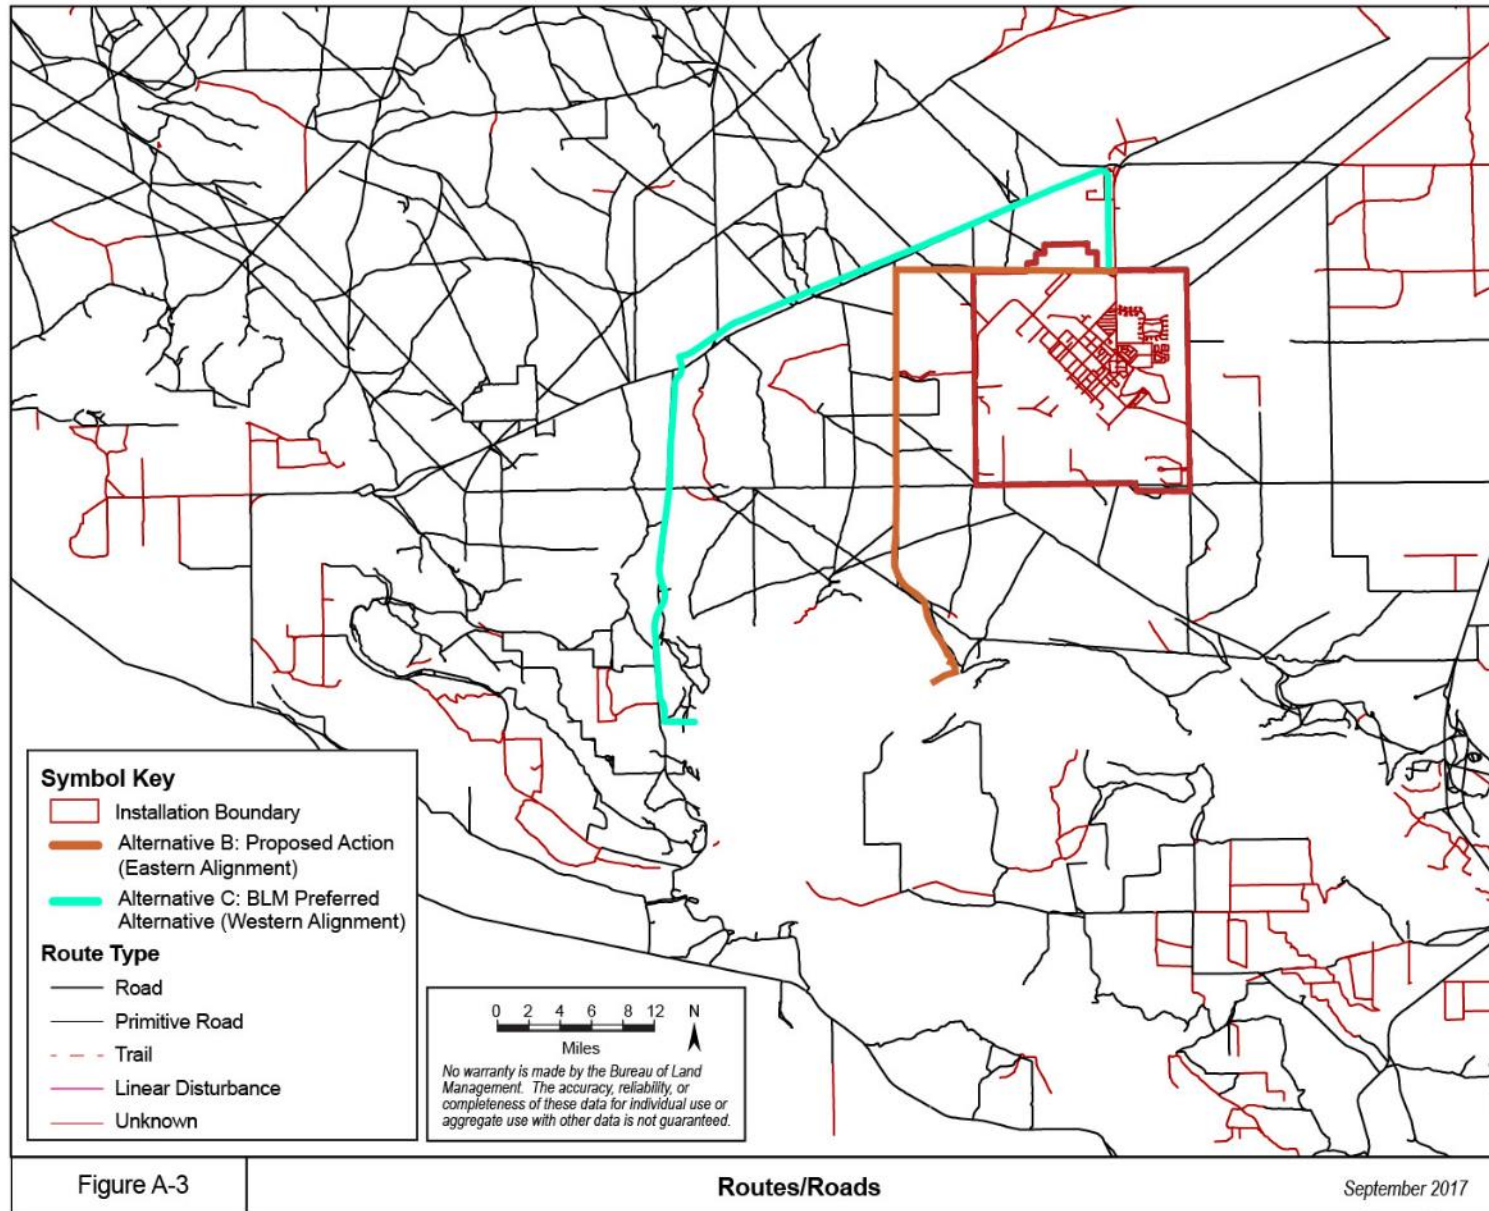 Symbol Key
Installation Boundary
Alternative B: Proposed Action
(Eastern Alignment)
Alternative C: BLM Preferred
Alternative (Western Alignment)
Route Type
Road
Primitive Road
Trail
Linear Disturbance
Unknown
0 2 4 6 8 12 N
Miles
No warranty is made by the Bureau of Land
Management. The accuracy, reliability, or
completeness of these data for individual use or
aggregate use with other data is not guaranteed.
Figure A-3
Routes/Roads
September 2017